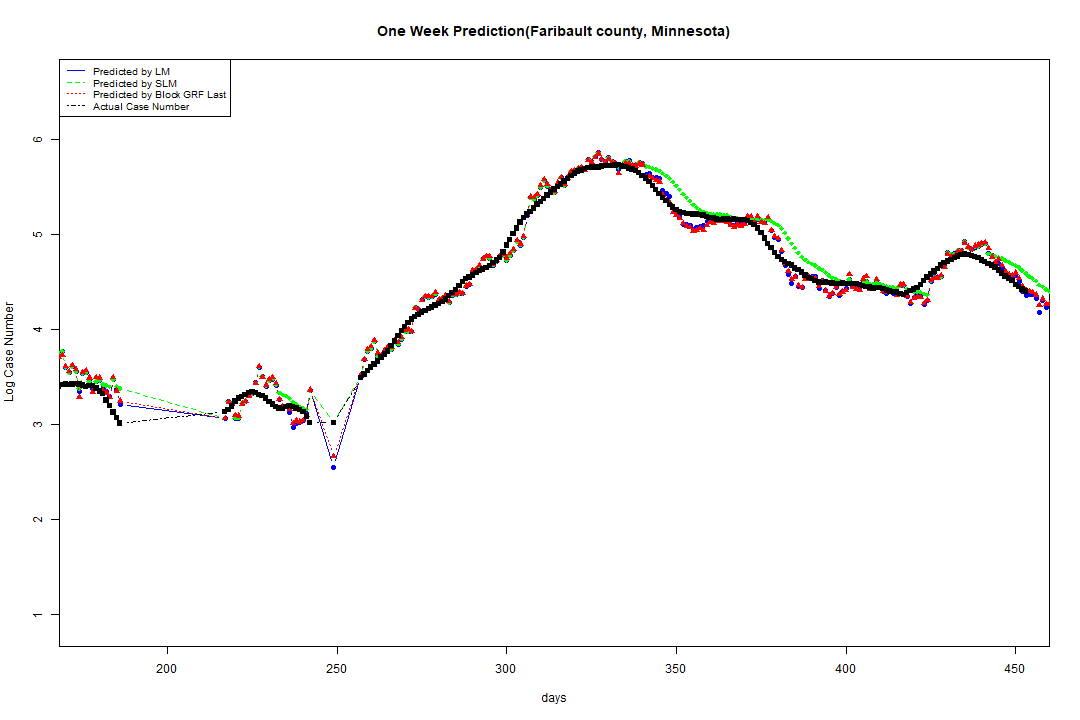 One Week Prediction(Faribault county, Minnesota)
Predicted by LM
Predicted by SLM
Predicted by Block GRF Last
Actual Case Number
6
5
4
3
2
1
Log Case Number
200 250 300 350 400 450
days